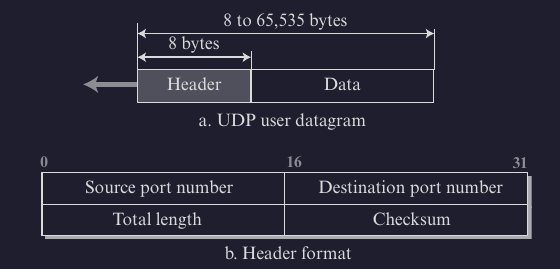 8 to 65,535 bytes
8 bytes
Header Data
a. UDP user datagram
0 16 31
Source port number Destination port number
Total length Checksum
b. Header format